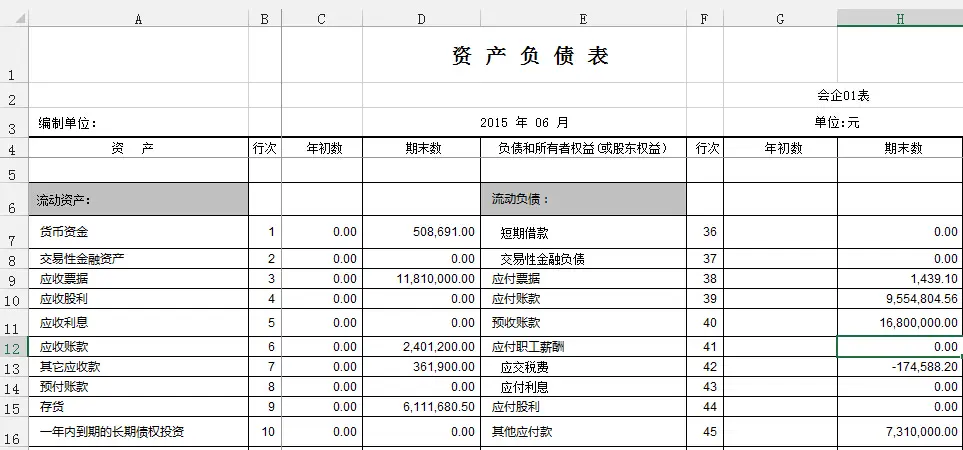 A B C D E F G H
1 资 产 负 债 表
2 会企01表
3 编制单位: 2015 年 06 月 单位:元
4 资 产 行次 年初数 期末数 负债和所有者权益(或股东权益) 行次 年初数 期末数
5
6 流动资产: 流动负债:
7 货币资金 1 0.00 508,691.00 短期借款 36 0.00
8 交易性金融资产 2 0.00 0.00 交易性金融负债 37 0.00
9 应收票据 3 0.00 11,810,000.00 应付票据 38 1,439.10
10 应收股利 4 0.00 0.00 应付账款 39 9,554,804.56
11 应收利息 5 0.00 0.00 预收账款 40 16,800,000.00
12 应收账款 6 0.00 2,401,200.00 应付职工薪酬 41 0.00
13 其它应收款 7 0.00 361,900.00 应交税费 42 -174,588.20
14 预付账款 8 0.00 0.00 应付利息 43 0.00
15 存货 9 0.00 6,111,680.50 应付股利 44 0.00
16 一年内到期的长期债权投资 10 0.00 0.00 其他应付款 45 7,310,000.00